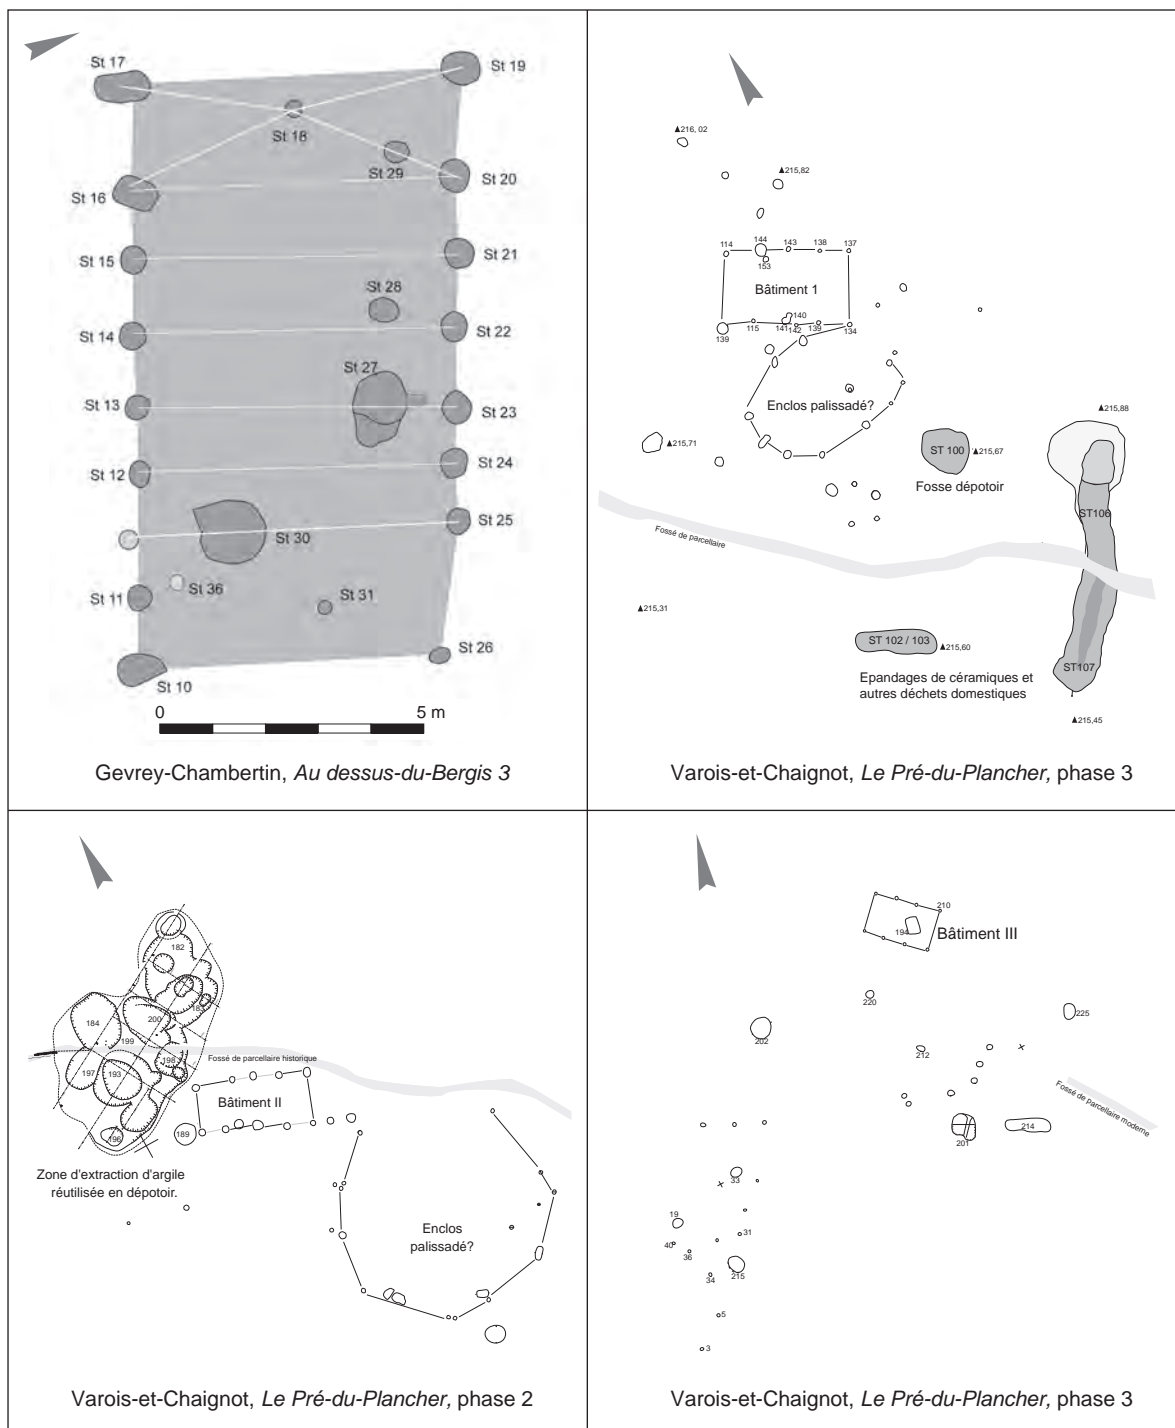 St 17
St 19
St 18
St 29
St 20
St 16
St 15
St 21
St 28
St 14
St 22
St 27
St 13
St 23
St 12
St 24
St 25
St 30
St 36
St 11
St 31
St 26
St 10
0 5 m
Gevrey-Chambertin, Au dessus-du-Bergis 3
▲216, 02
▲215,82
114 144 143 138 137
153
Bâtiment 1
140
139 115 141 142 139 134
Enclos palissadé?
▲215,71
▲215,88
ST 100 ▲215,67
Fosse dépotoir
ST106
Fossé de parcellaire
▲215,31
ST 102 / 103 ▲215,60
Epandages de céramiques et
autres déchets domestiques
ST107
▲215,45
Varois-et-Chaignot, Le Pré-du-Plancher, phase 3
182
184
200
199
198
197 193
196
Fossé de parcellaire historique
Bâtiment II
189
Zone d'extraction d'argile
réutilisée en dépotoir.
Enclos
palissadé?
Varois-et-Chaignot, Le Pré-du-Plancher, phase 2
210
194
Bâtiment III
220
225
202
212
Fossé de parcellaire moderne
201
214
33
19
40
36
31
34
215
5
3
Varois-et-Chaignot, Le Pré-du-Plancher, phase 3